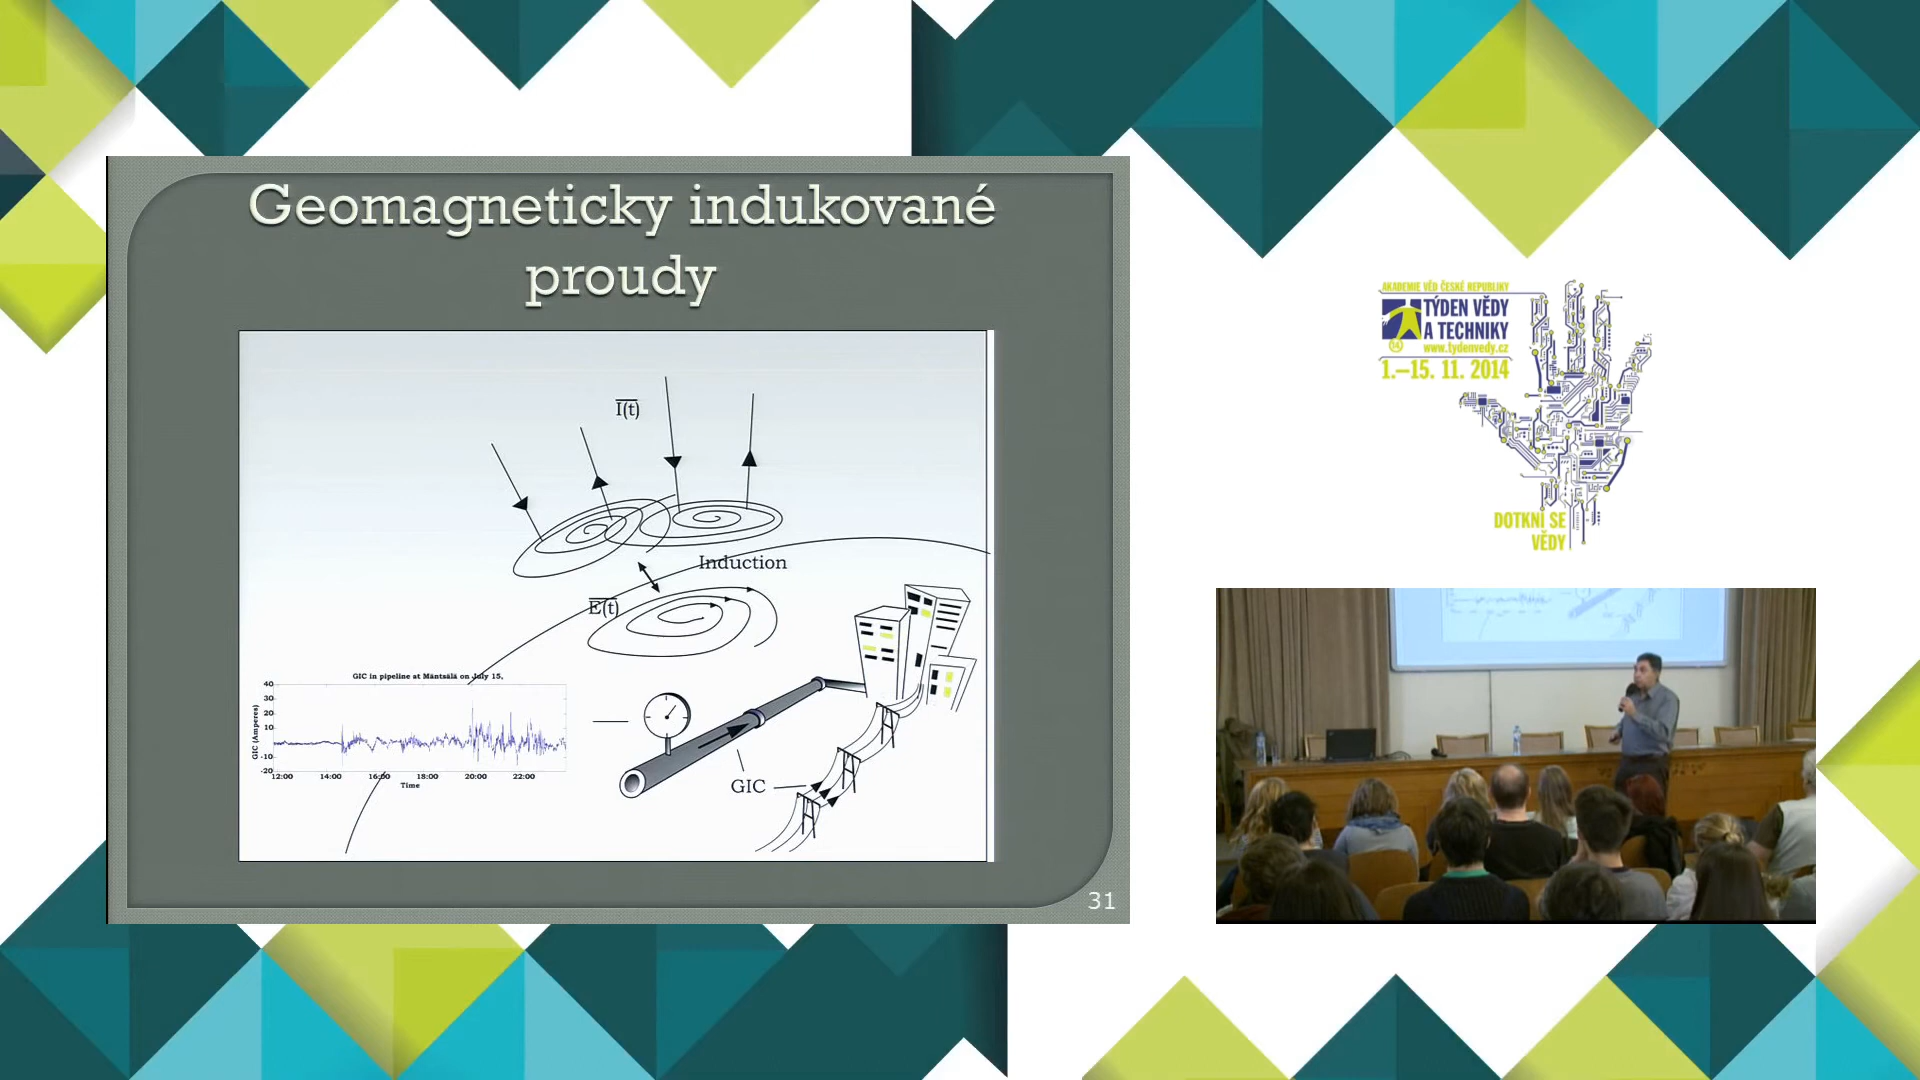 Geomagneticky indukované
proudy
I(t)
Induction
E(t)
GIC in pipeline at Mäntsälä on July 15,
40
30
20
10
-10
-20
GIC (Amperes)
12:00 14:00 16:00 18:00 20:00 22:00
Time
GIC
31
AKADEMIE VĚD ČESKÉ REPUBLIKY
TÝDEN VĚDY
A TECHNIKY
www.tydenvedy.cz
1.–15. 11. 2014
DOTKNI SE
VĚDY